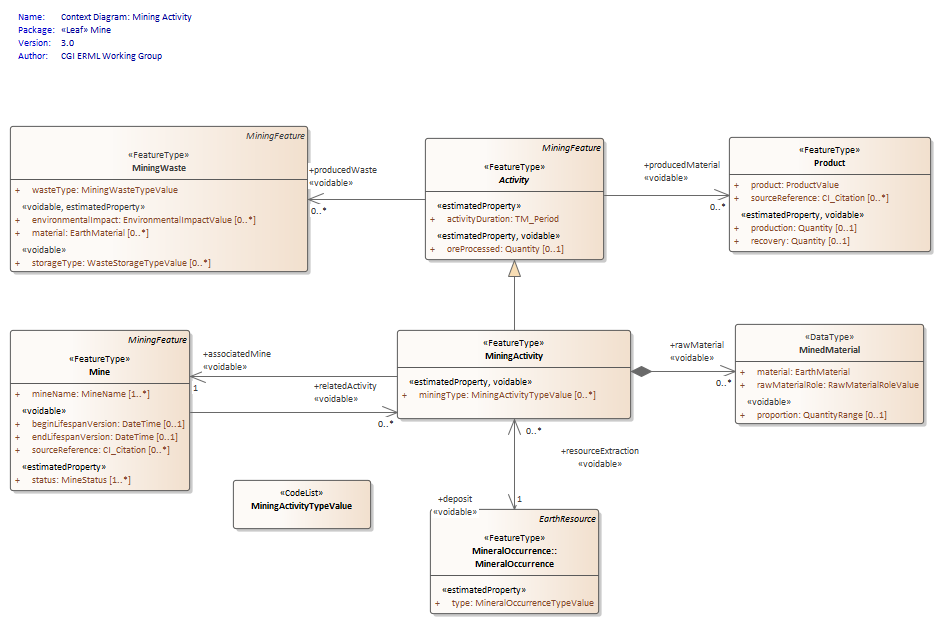 Name: Context Diagram: Mining Activity
Package: «Leaf» Mine
Version: 3.0
Author: CGI ERML Working Group
MiningFeature
«FeatureType»
MiningWaste
+ wasteType: MiningWasteTypeValue
«voidable, estimatedProperty»
+ environmentalImpact: EnvironmentalImpactValue [0..*]
+ material: EarthMaterial [0..*]
«voidable»
+ storageType: WasteStorageTypeValue [0..*]
+producedWaste
«voidable»
0..*
MiningFeature
«FeatureType»
Activity
«estimatedProperty»
+ activityDuration: TM_Period
«estimatedProperty, voidable»
+ oreProcessed: Quantity [0..1]
+producedMaterial
«voidable»
0..*
«FeatureType»
Product
+ product: ProductValue
+ sourceReference: CI_Citation [0..*]
«estimatedProperty, voidable»
+ production: Quantity [0..1]
+ recovery: Quantity [0..1]
MiningFeature
«FeatureType»
Mine
+ mineName: MineName [1..*]
«voidable»
+ beginLifespanVersion: DateTime [0..1]
+ endLifespanVersion: DateTime [0..1]
+ sourceReference: CI_Citation [0..*]
«estimatedProperty»
+ status: MineStatus [1..*]
+associatedMine
«voidable»
1
+relatedActivity
«voidable»
0..*
«FeatureType»
MiningActivity
«estimatedProperty, voidable»
+ miningType: MiningActivityTypeValue [0..*]
+rawMaterial
«voidable»
0..*
«DataType»
MinedMaterial
+ material: EarthMaterial
+ rawMaterialRole: RawMaterialRoleValue
«voidable»
+ proportion: QuantityRange [0..1]
0..*
+resourceExtraction
«voidable»
«CodeList»
MiningActivityTypeValue
+deposit
«voidable»
1
EarthResource
«FeatureType»
MineralOccurrence::
MineralOccurrence
«estimatedProperty»
+ type: MineralOccurrenceTypeValue